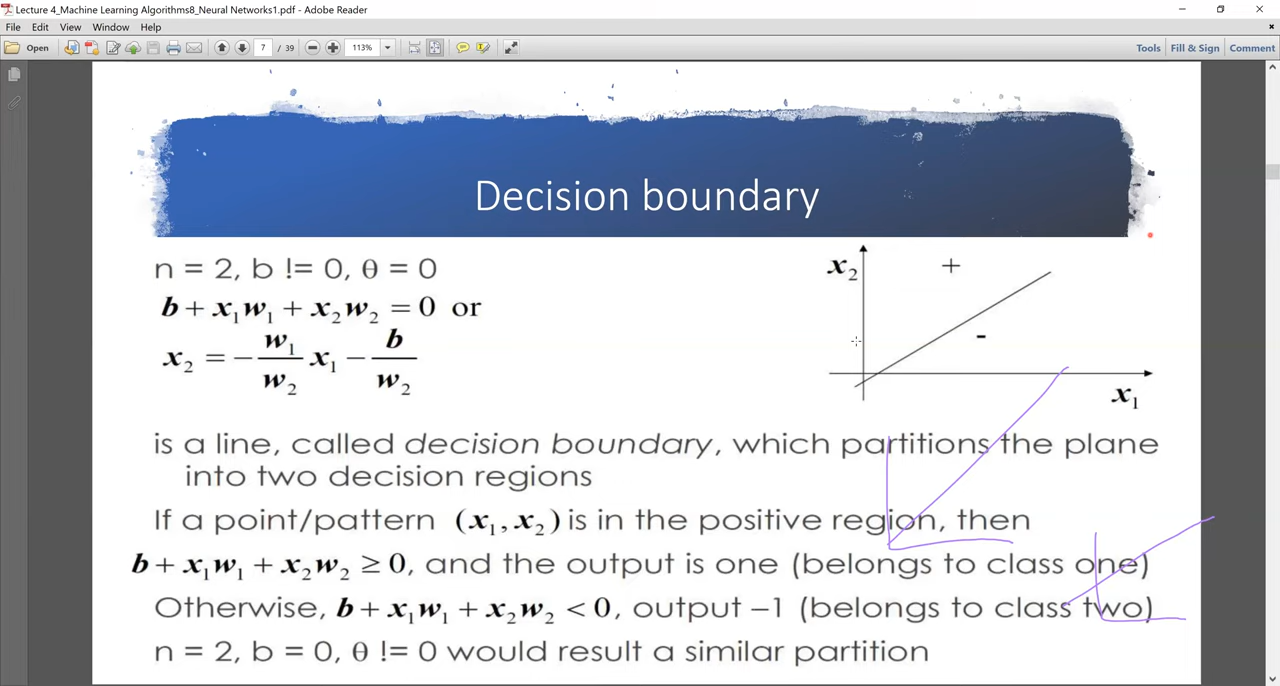 Lecture 4_Machine Learning Algorithms8_Neural Networks1.pdf - Adobe Reader
File Edit View Window Help
Open 7 / 39 113% Tools Fill & Sign Comment
Decision boundary
n = 2, b != 0, θ = 0
b + x₁w₁ + x₂w₂ = 0 or
x₂ = − w₁/w₂ x₁ − b/w₂
x₂
+
-
x₁
is a line, called decision boundary, which partitions the plane
into two decision regions
If a point/pattern (x₁, x₂) is in the positive region, then
b + x₁w₁ + x₂w₂ ≥ 0, and the output is one (belongs to class one)
Otherwise, b + x₁w₁ + x₂w₂ < 0, output −1 (belongs to class two)
n = 2, b = 0, θ != 0 would result a similar partition